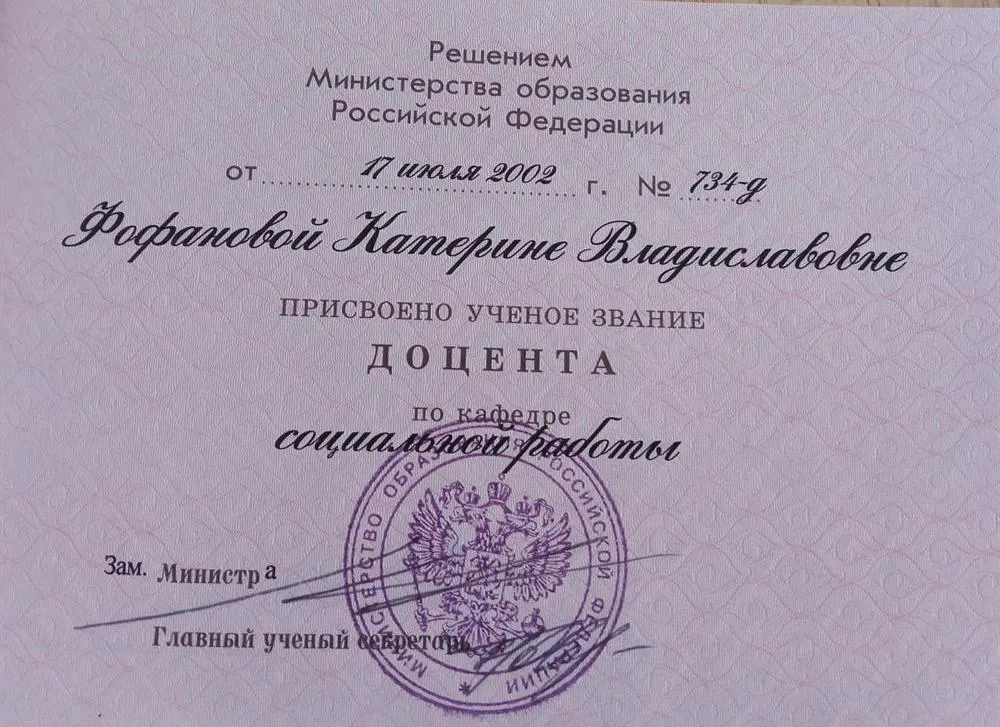 Решением
Министерства образования
Российской Федерации
от 17 июля 2002 г. № 734-д
Фофановой Катерине Владиславовне
ПРИСВОЕНО УЧЕНОЕ ЗВАНИЕ
ДОЦЕНТА
по кафедре
социальной работы
Зам. Министра
Главный ученый секретарь
МИНИСТЕРСТВО ОБРАЗОВАНИЯ РОССИЙСКОЙ ФЕДЕРАЦИИ *